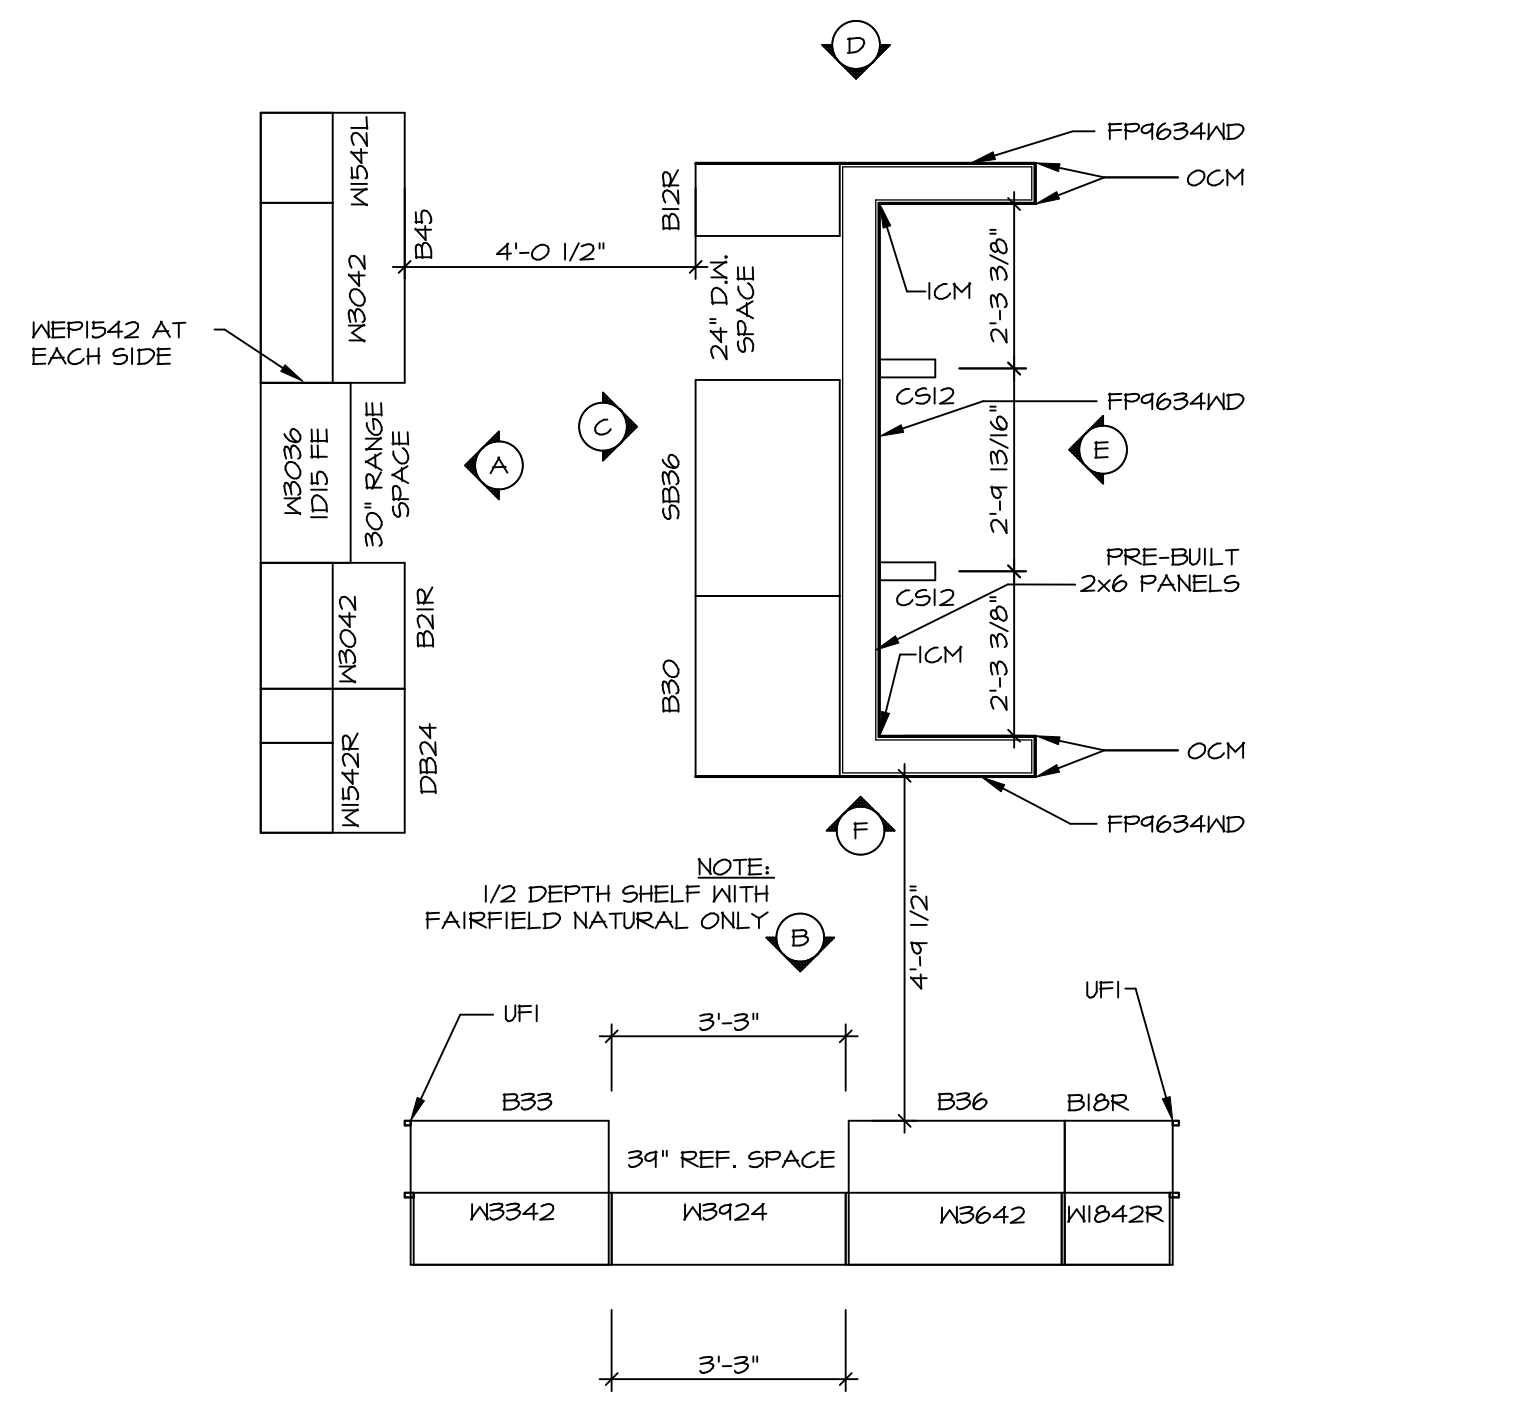 D
FP9634WD
OCM
W1542L
B12R
B45
4'-0 1/2"
W3042
24" D.W.
SPACE
ICM
2'-3 3/8"
WEP1542 AT
EACH SIDE
CS12
FP9634WD
W3036
ID15 FE
30" RANGE
SPACE
A
C
E
SB36
2'-9 13/16"
PRE-BUILT
2x6 PANELS
CS12
W3042
B21R
B30
ICM
2'-3 3/8"
W1542R
DB24
OCM
F
FP9634WD
NOTE:
1/2 DEPTH SHELF WITH
FAIRFIELD NATURAL ONLY
B
4'-9 1/2"
UF1
UF1
3'-3"
B33
B36
B18R
39" REF. SPACE
W3342
W3924
W3642
W1842R
3'-3"